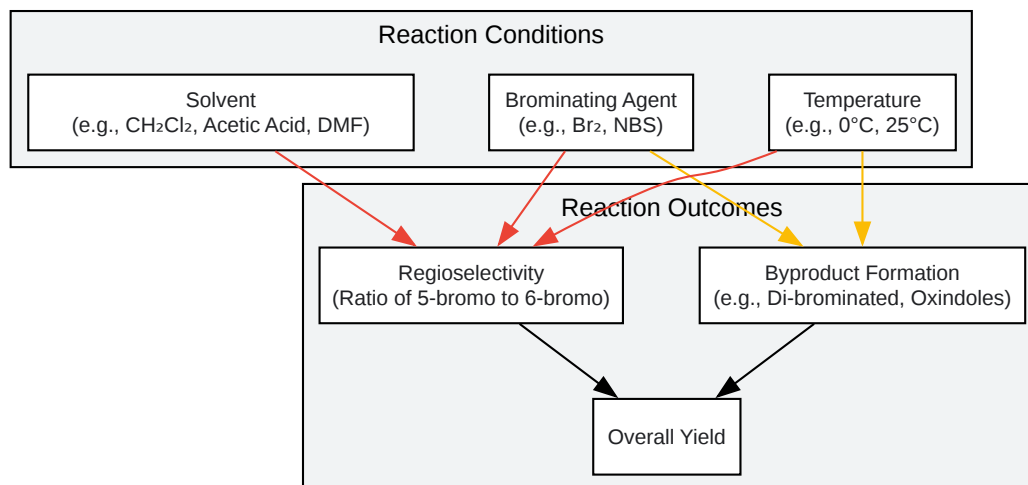 Reaction Conditions
Solvent
(e.g., CH₂Cl₂, Acetic Acid, DMF)
Brominating Agent
(e.g., Br₂, NBS)
Temperature
(e.g., 0°C, 25°C)
Reaction Outcomes
Regioselectivity
(Ratio of 5-bromo to 6-bromo)
Byproduct Formation
(e.g., Di-brominated, Oxindoles)
Overall Yield